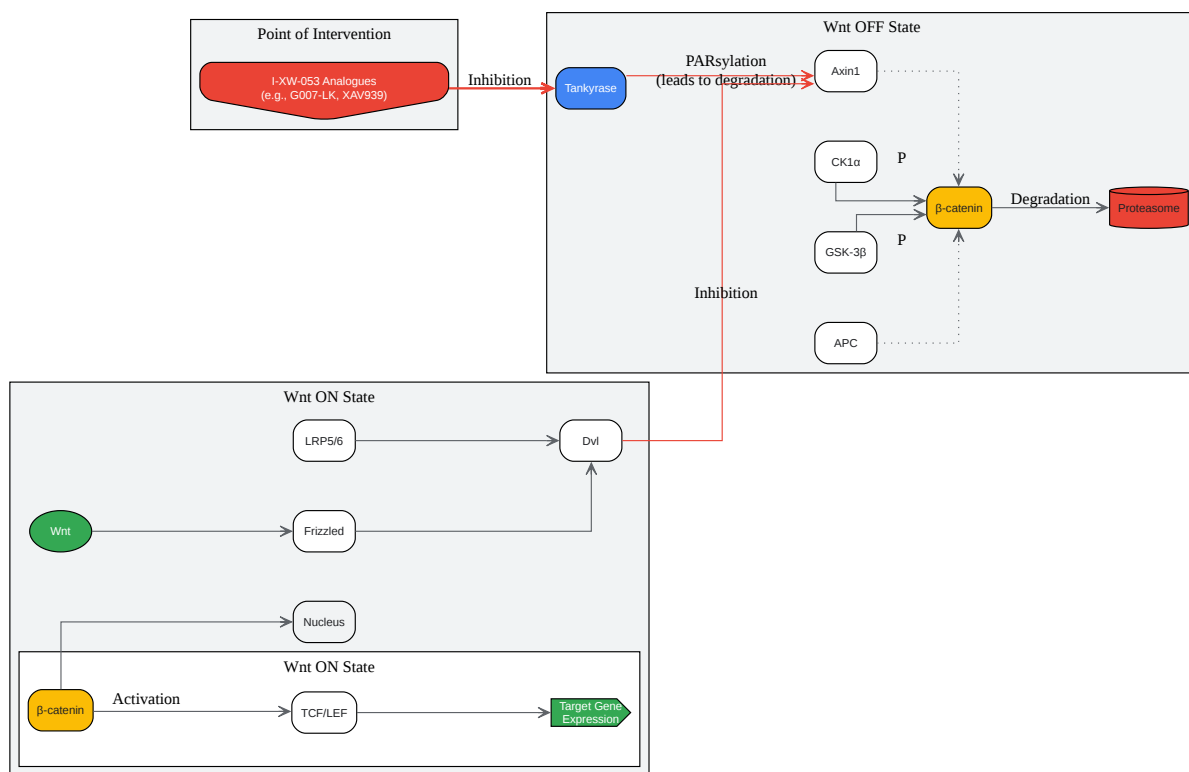 Point of Intervention
I-XW-053 Analogues
(e.g., G007-LK, XAV939)
Inhibition
Wnt OFF State
Tankyrase
PARsylation
(leads to degradation)
Axin1
CK1α
P
β-catenin
Degradation
Proteasome
GSK-3β
P
Inhibition
APC
Wnt ON State
LRP5/6
Dvl
Wnt
Frizzled
Nucleus
Wnt ON State
β-catenin
Activation
TCF/LEF
Target Gene
Expression